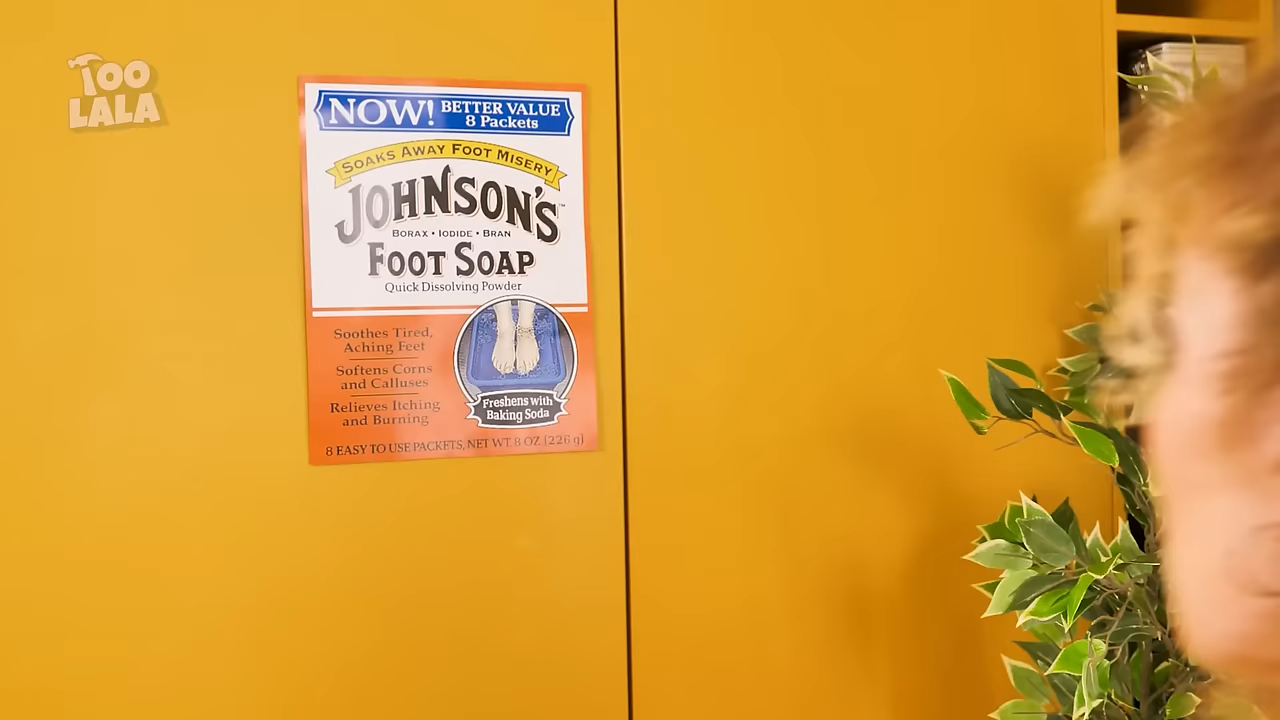 TOO
LALA
NOW! BETTER VALUE
8 Packets
SOAKS AWAY FOOT MISERY
JOHNSON'S™
BORAX • IODIDE • BRAN
FOOT SOAP
Quick Dissolving Powder
Soothes Tired,
Aching Feet
Softens Corns
and Calluses
Relieves Itching
and Burning
Freshens with
Baking Soda
8 EASY TO USE PACKETS, NET WT. 8 OZ (226 g)